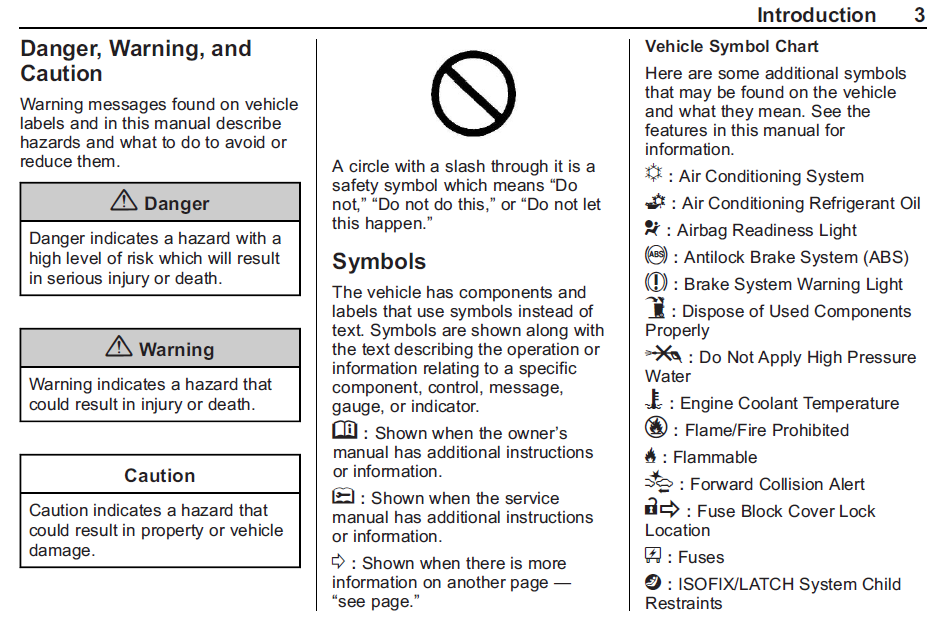 Introduction 3
Danger, Warning, and
Caution
Warning messages found on vehicle
labels and in this manual describe
hazards and what to do to avoid or
reduce them.
Danger
Danger indicates a hazard with a
high level of risk which will result
in serious injury or death.
Warning
Warning indicates a hazard that
could result in injury or death.
Caution
Caution indicates a hazard that
could result in property or vehicle
damage.
A circle with a slash through it is a
safety symbol which means “Do
not,” “Do not do this,” or “Do not let
this happen.”
Symbols
The vehicle has components and
labels that use symbols instead of
text. Symbols are shown along with
the text describing the operation or
information relating to a specific
component, control, message,
gauge, or indicator.
: Shown when the owner’s
manual has additional instructions
or information.
: Shown when the service
manual has additional instructions
or information.
: Shown when there is more
information on another page —
“see page.”
Vehicle Symbol Chart
Here are some additional symbols
that may be found on the vehicle
and what they mean. See the
features in this manual for
information.
: Air Conditioning System
: Air Conditioning Refrigerant Oil
: Airbag Readiness Light
ABS : Antilock Brake System (ABS)
: Brake System Warning Light
: Dispose of Used Components
Properly
: Do Not Apply High Pressure
Water
: Engine Coolant Temperature
: Flame/Fire Prohibited
: Flammable
: Forward Collision Alert
: Fuse Block Cover Lock
Location
: Fuses
: ISOFIX/LATCH System Child
Restraints